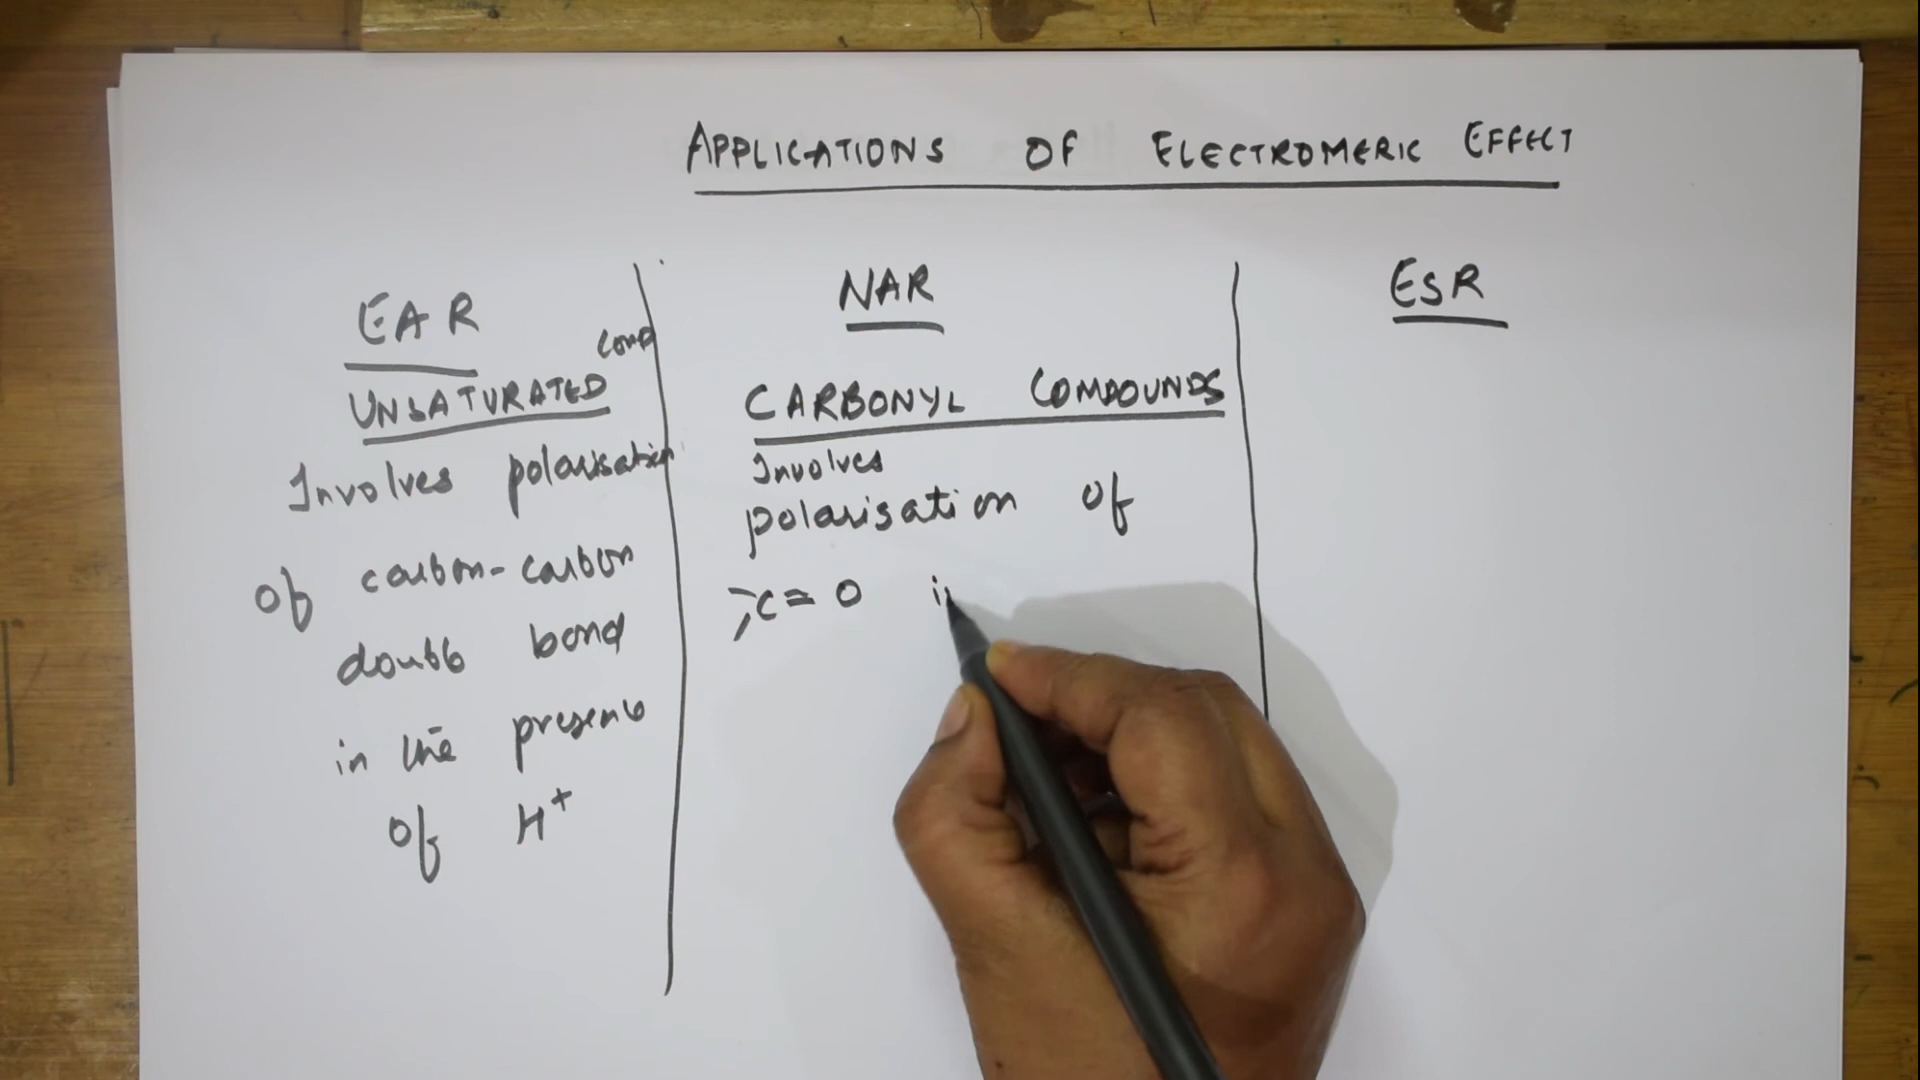 APPLICATIONS OF ELECTROMERIC EFFECT
EAR
UNSATURATED comp
Involves polarisation
of carbon-carbon
double bond
in the presence
of H+
NAR
CARBONYL COMPOUNDS
Involves
polarisation of
>C=O in
ESR